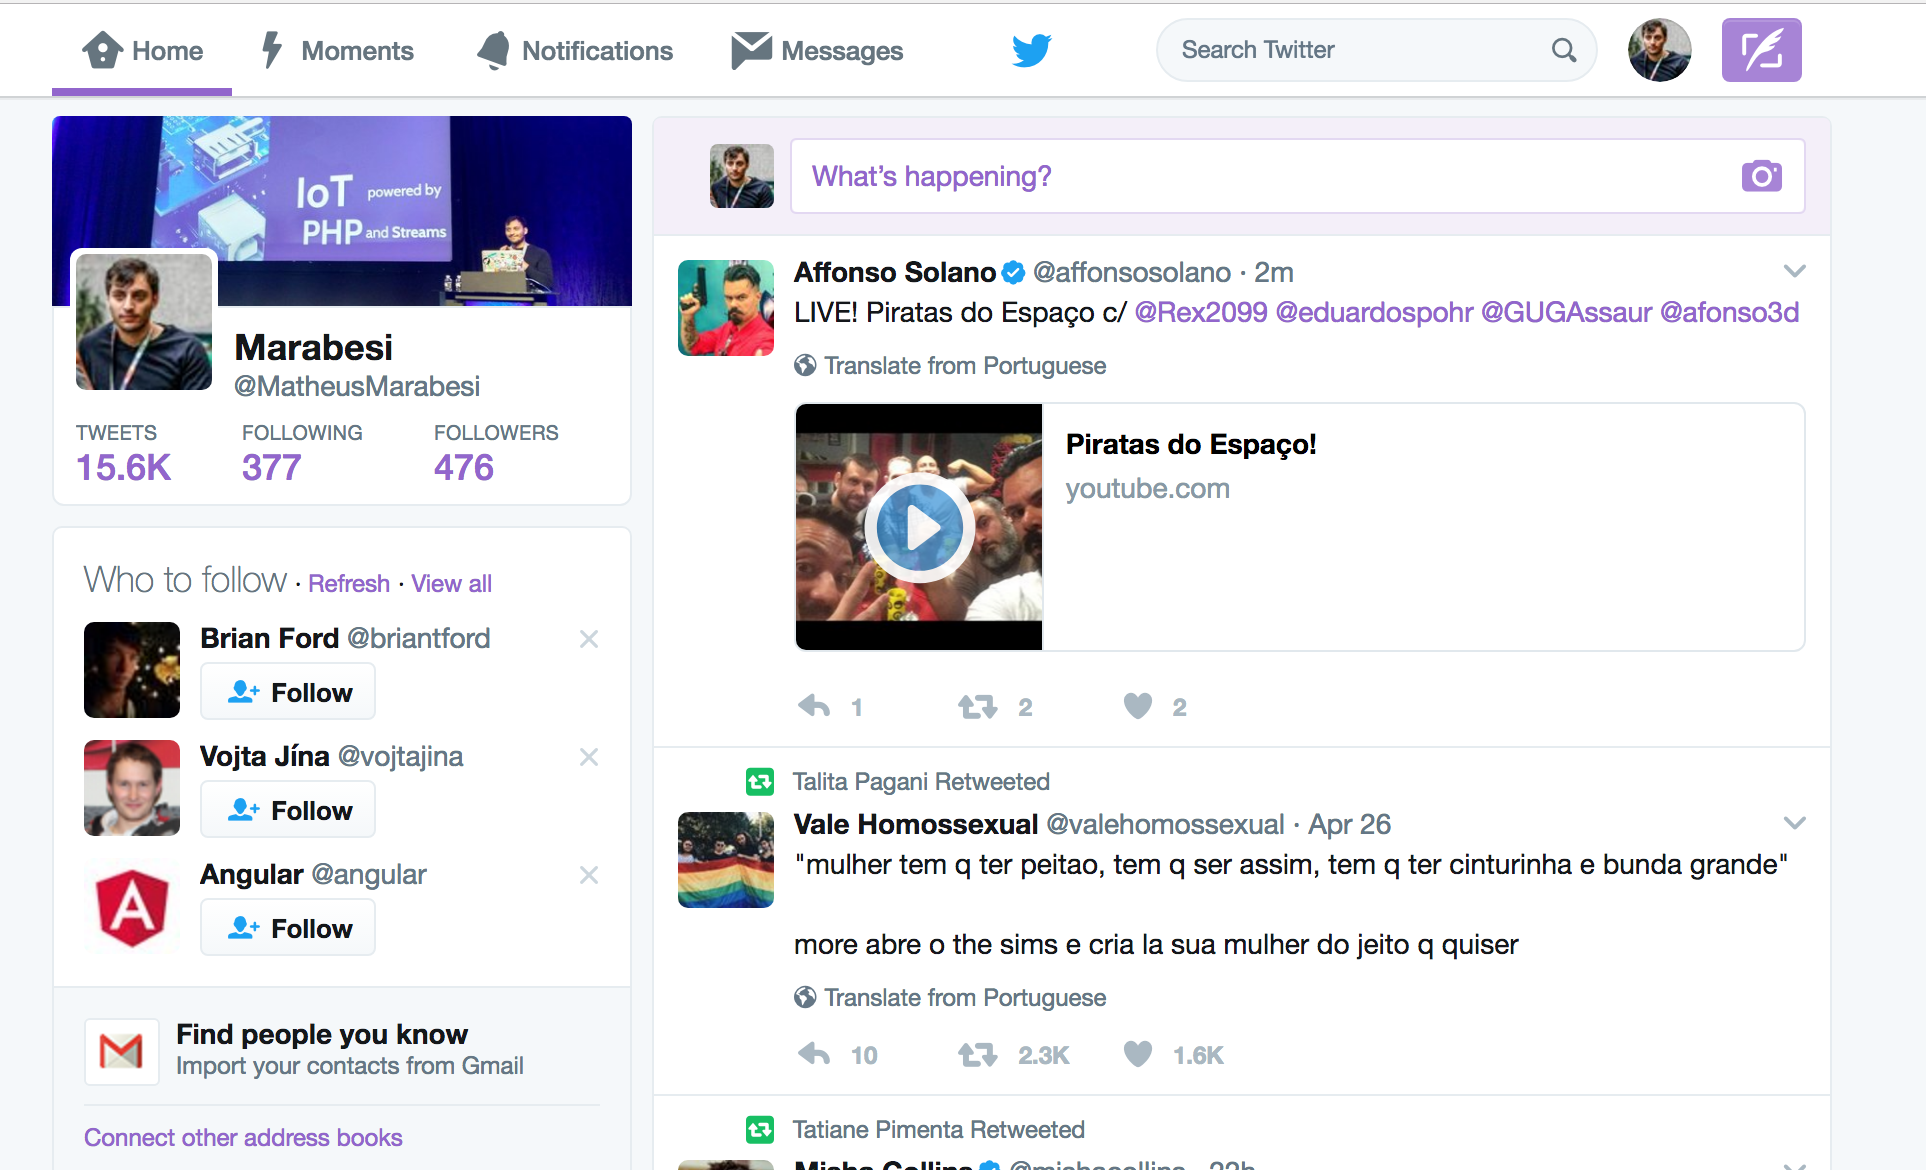 Home
Moments
Notifications
Messages
Search Twitter
IoT powered by
PHP and Streams
Marabesi
@MatheusMarabesi
TWEETS FOLLOWING FOLLOWERS
15.6K 377 476
Who to follow · Refresh · View all
Brian Ford @briantford
Follow
Vojta Jína @vojtajina
Follow
Angular @angular
Follow
Find people you know
Import your contacts from Gmail
Connect other address books
What's happening?
Affonso Solano @affonsosolano · 2m
LIVE! Piratas do Espaço c/ @Rex2099 @eduardospohr @GUGAssaur @afonso3d
Translate from Portuguese
Piratas do Espaço!
youtube.com
1 2 2
Talita Pagani Retweeted
Vale Homossexual @valehomossexual · Apr 26
"mulher tem q ter peitao, tem q ser assim, tem q ter cinturinha e bunda grande"
more abre o the sims e cria la sua mulher do jeito q quiser
Translate from Portuguese
10 2.3K 1.6K
Tatiane Pimenta Retweeted
Misha Collins @mishacollins · 22h